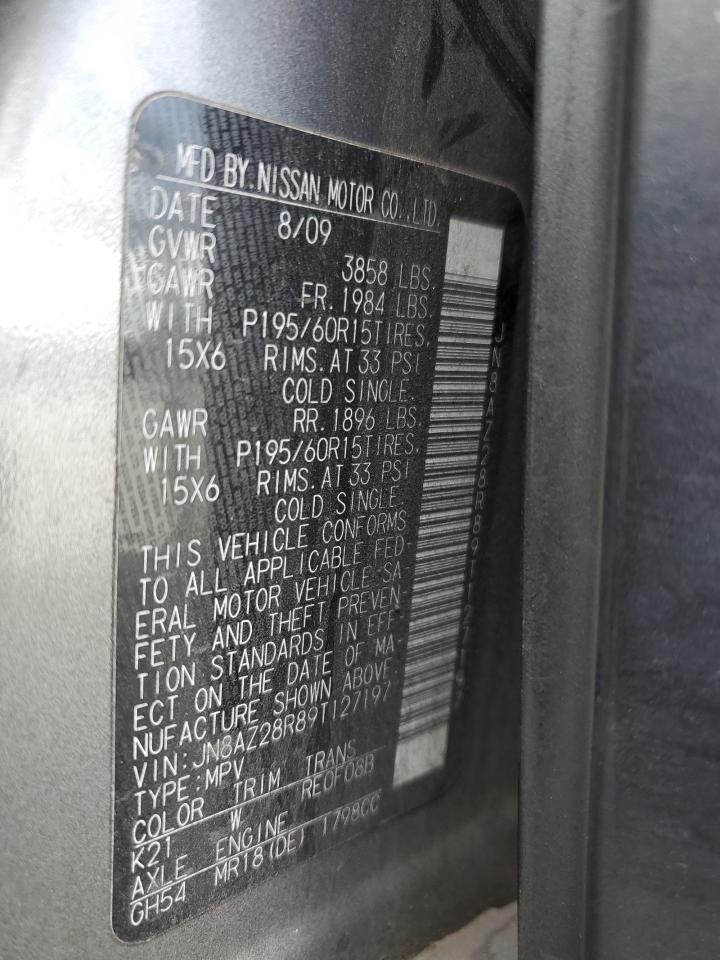 MFD BY NISSAN MOTOR CO.,LTD.
DATE 8/09
GVWR 3858 LBS.
GAWR FR. 1984 LBS.
WITH P195/60R15TIRES.
15X6 RIMS. AT 33 PSI
COLD SINGLE.
GAWR RR. 1896 LBS.
WITH P195/60R15TIRES.
15X6 RIMS. AT 33 PSI
COLD SINGLE.
THIS VEHICLE CONFORMS
TO ALL APPLICABLE FED-
ERAL MOTOR VEHICLE SA-
FETY AND THEFT PREVEN-
TION STANDARDS IN EFF-
ECT ON THE DATE OF MA-
NUFACTURE SHOWN ABOVE.
VIN:JN8AZ28R89T127197
TYPE:MPV
COLOR TRIM TRANS
K21 W RE0F08B
AXLE ENGINE
GH54 MR18(DE) 1798CC
JN8AZ28R89T127197